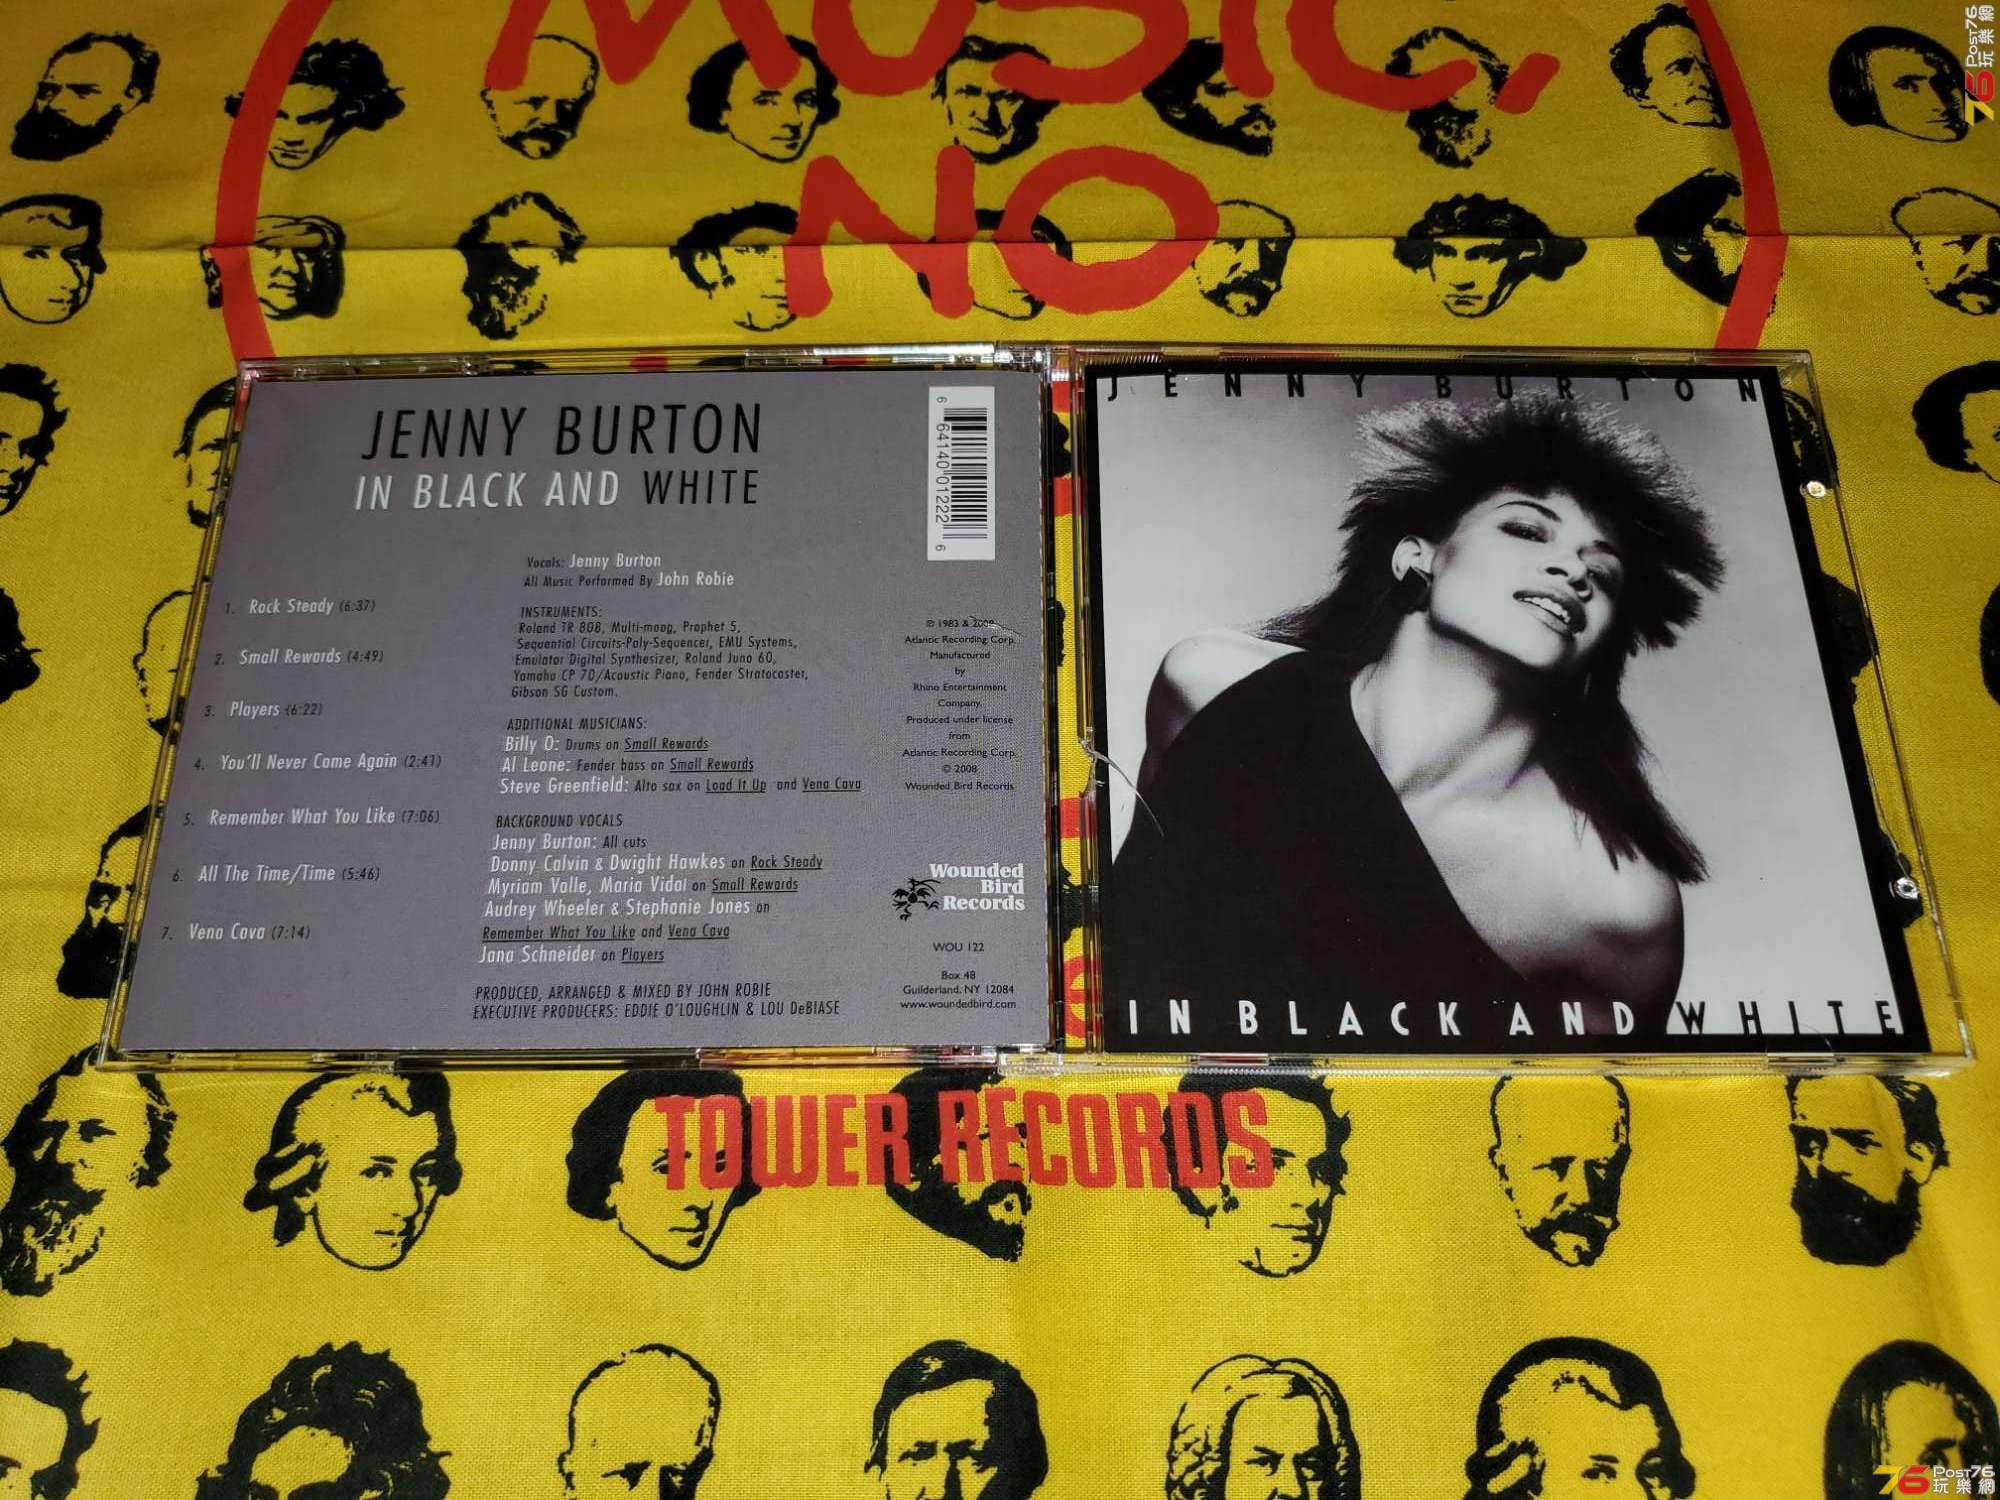 MUSIC,
NO
JENNY BURTON
IN BLACK AND WHITE
6 64140 01222 6
Vocals: Jenny Burton
All Music Performed By John Robie
1. Rock Steady (6:37)
2. Small Rewards (4:49)
3. Players (6:22)
4. You'll Never Come Again (2:41)
5. Remember What You Like (7:06)
6. All The Time/Time (5:46)
7. Vena Cava (7:14)
INSTRUMENTS:
Roland TR 808, Multi-moog, Prophet 5,
Sequential Circuits-Poly-Sequencer, EMU Systems,
Emulator Digital Synthesizer, Roland Juno 60,
Yamaha CP 70/Acoustic Piano, Fender Stratocaster,
Gibson SG Custom.
ADDITIONAL MUSICIANS:
Billy O: Drums on Small Rewards
Al Leone: Fender bass on Small Rewards
Steve Greenfield: Alto sax on Load It Up and Vena Cava
BACKGROUND VOCALS
Jenny Burton: All cuts
Donny Calvin & Dwight Hawkes on Rock Steady
Myriam Valle, Maria Vidal on Small Rewards
Audrey Wheeler & Stephanie Jones on
Remember What You Like and Vena Cava
Jana Schneider on Players
PRODUCED, ARRANGED & MIXED BY JOHN ROBIE
EXECUTIVE PRODUCERS: EDDIE O'LOUGHLIN & LOU DeBIASE
℗ 1983 & 2008
Atlantic Recording Corp.
Manufactured
by
Rhino Entertainment
Company.
Produced under license
from
Atlantic Recording Corp.
© 2008
Wounded Bird Records
Wounded
Bird
Records
WOU 122
Box 48
Guilderland, NY 12084
www.woundedbird.com
JENNY BURTON
IN BLACK AND WHITE
TOWER RECORDS
76 Post76
玩樂網
76 Post76
玩樂網